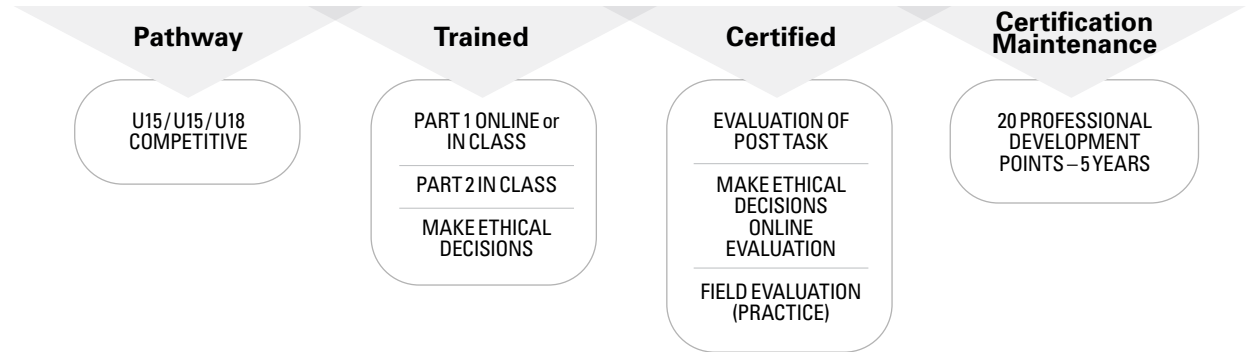 Pathway
U15 / U15 / U18
COMPETITIVE
Trained
PART 1 ONLINE or
IN CLASS
PART 2 IN CLASS
MAKE ETHICAL
DECISIONS
Certified
EVALUATION OF
POST TASK
MAKE ETHICAL
DECISIONS
ONLINE
EVALUATION
FIELD EVALUATION
(PRACTICE)
Certification
Maintenance
20 PROFESSIONAL
DEVELOPMENT
POINTS – 5 YEARS